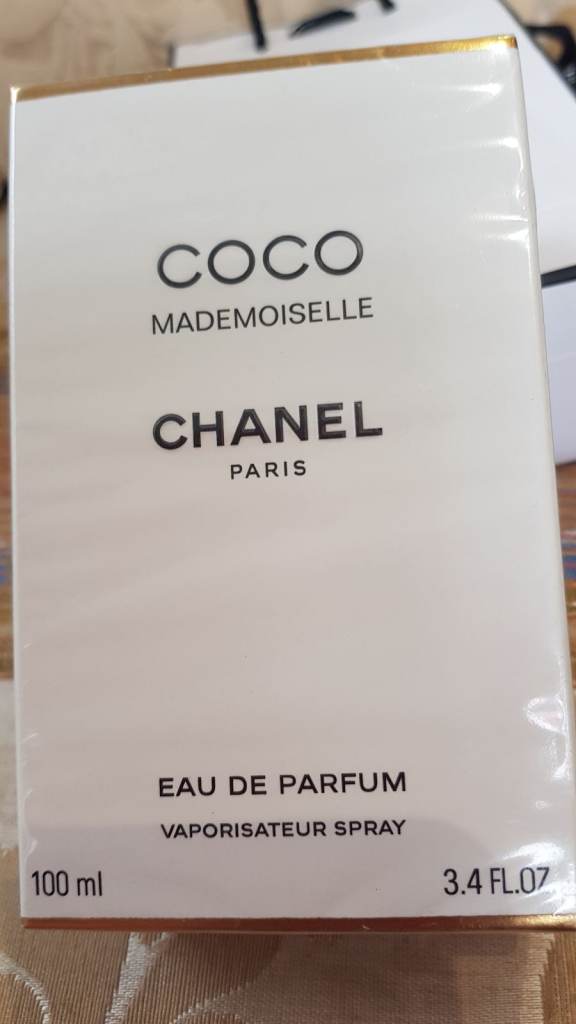 COCO
MADEMOISELLE
CHANEL
PARIS
EAU DE PARFUM
VAPORISATEUR SPRAY
100 ml 3.4 FL.OZ